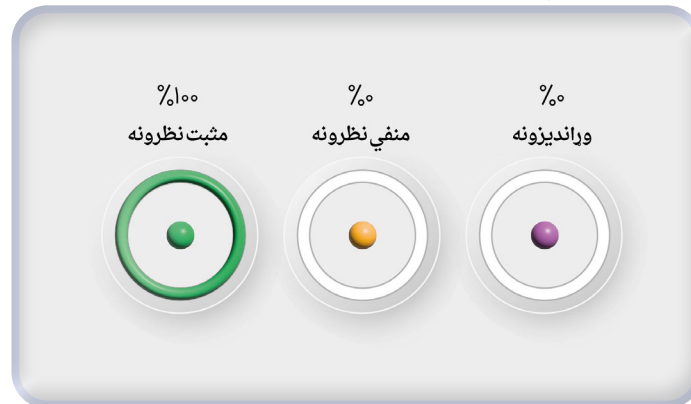 %۰
وړاندیزونه
%۰
منفي نظرونه
%۱۰۰
مثبت نظرونه